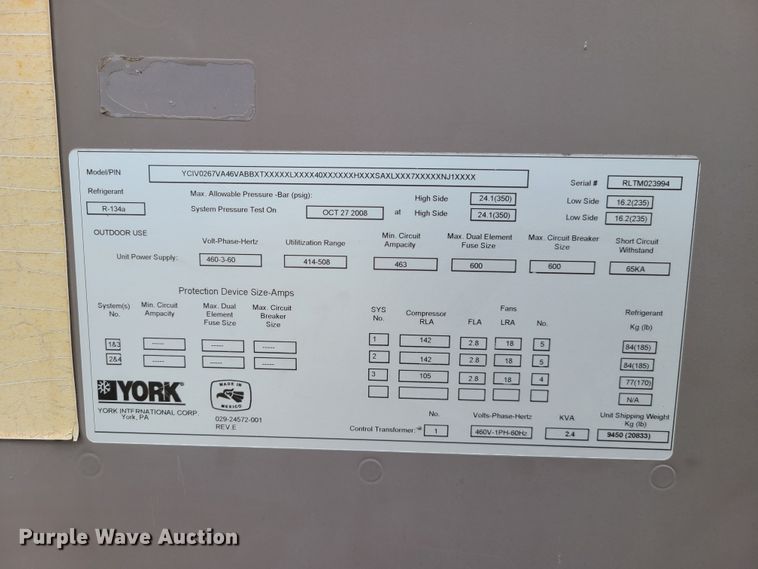 Model/PIN YCIV0267VA46VABBXTXXXXXLXXXX40XXXXXXHXXXSAXLXXX7XXXXXNJ1XXXX Serial # RLTM023994
Refrigerant Max. Allowable Pressure -Bar (psig): High Side 24.1(350) Low Side 16.2(235)
R-134a System Pressure Test On OCT 27 2008 at High Side 24.1(350) Low Side 16.2(235)
OUTDOOR USE Volt-Phase-Hertz Utilitization Range Min. Circuit Ampacity Max. Dual Element Fuse Size Max. Circuit Breaker Size Short Circuit Withstand
Unit Power Supply: 460-3-60 414-508 463 600 600 65KA
Protection Device Size-Amps
System(s) No. Min. Circuit Ampacity Max. Dual Element Fuse Size Max. Circuit Breaker Size
1&3 ----- ----- -----
2&4 ----- ----- -----
SYS No. Compressor RLA Fans FLA LRA No. Refrigerant Kg (lb)
1 142 2.8 18 5 84(185)
2 142 2.8 18 5 84(185)
3 105 2.8 18 4 77(170)
N/A
YORK
YORK INTERNATIONAL CORP.
York, PA
MADE IN
MEXICO
029-24572-001
REV.E
No. Volts-Phase-Hertz KVA Unit Shipping Weight Kg (lb)
Control Transformer: 1 460V-1PH-60Hz 2.4 9450 (20833)
Purple Wave Auction